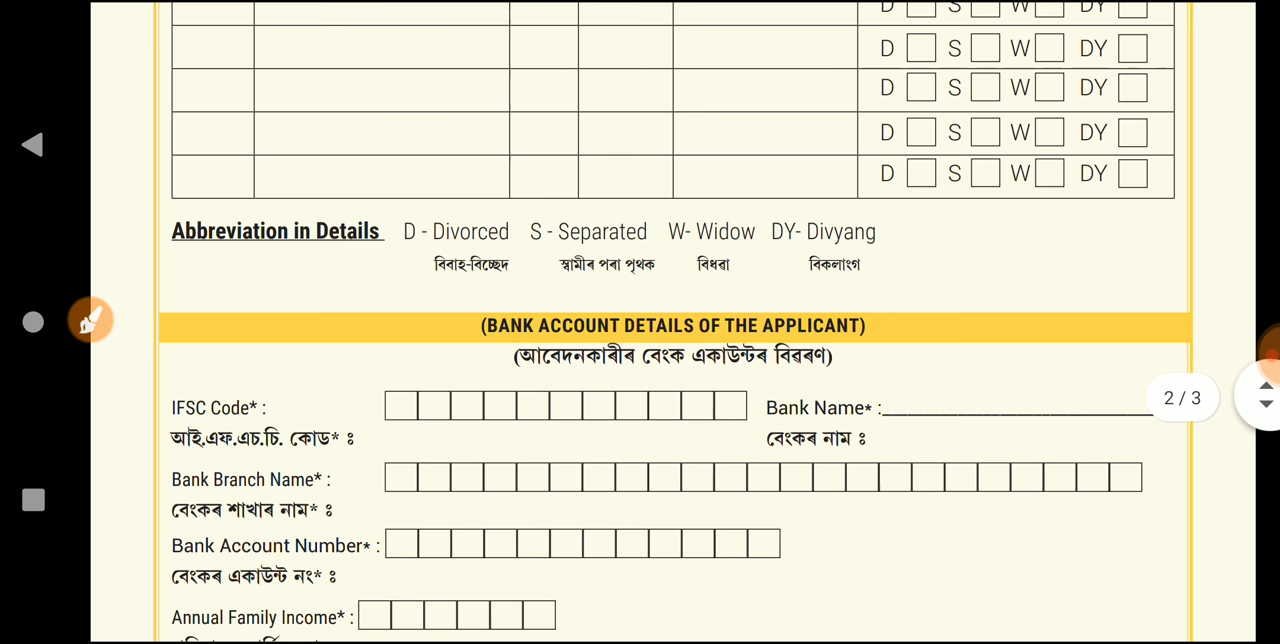 D S W DY
D S W DY
D S W DY
D S W DY
D S W DY
Abbreviation in Details D - Divorced S - Separated W- Widow DY- Divyang
বিবাহ-বিচ্ছেদ স্বামীৰ পৰা পৃথক বিধৱা বিকলাংগ
(BANK ACCOUNT DETAILS OF THE APPLICANT)
(আবেদনকাৰীৰ বেংক একাউন্টৰ বিৱৰণ)
IFSC Code* : Bank Name* :
আই.এফ.এচ.চি. কোড* ঃ বেংকৰ নাম ঃ
2 / 3
Bank Branch Name* :
বেংকৰ শাখাৰ নাম* ঃ
Bank Account Number* :
বেংকৰ একাউন্ট নং* ঃ
Annual Family Income* :